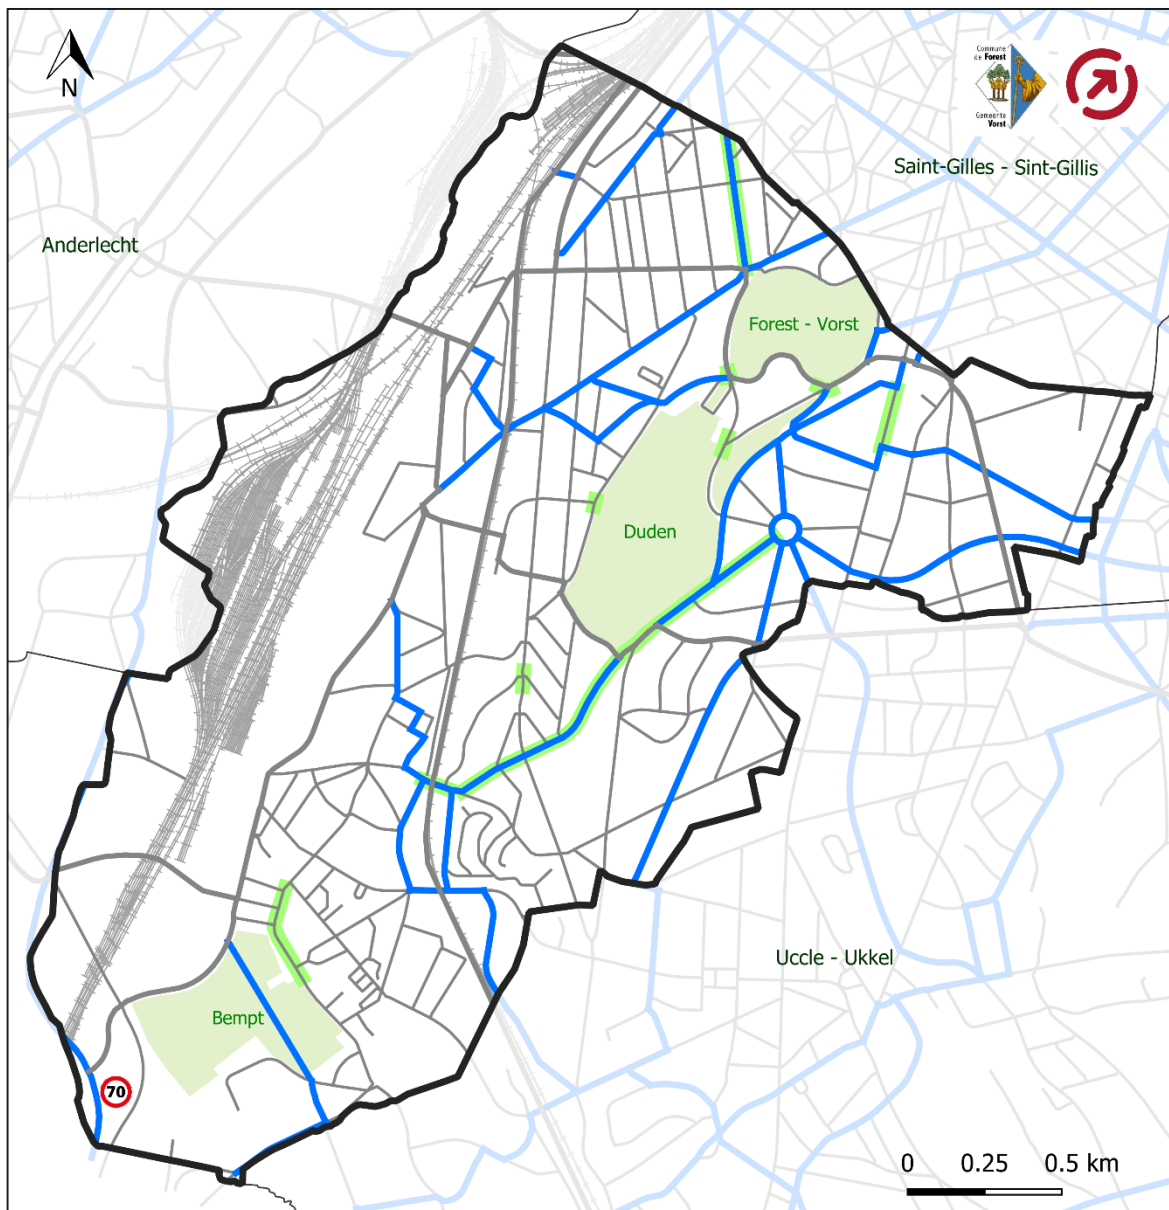 N
Commune
de Forest
Gemeente
Vorst
Saint-Gilles - Sint-Gillis
Anderlecht
Forest - Vorst
Duden
Uccle - Ukkel
Bempt
70
0 0.25 0.5 km